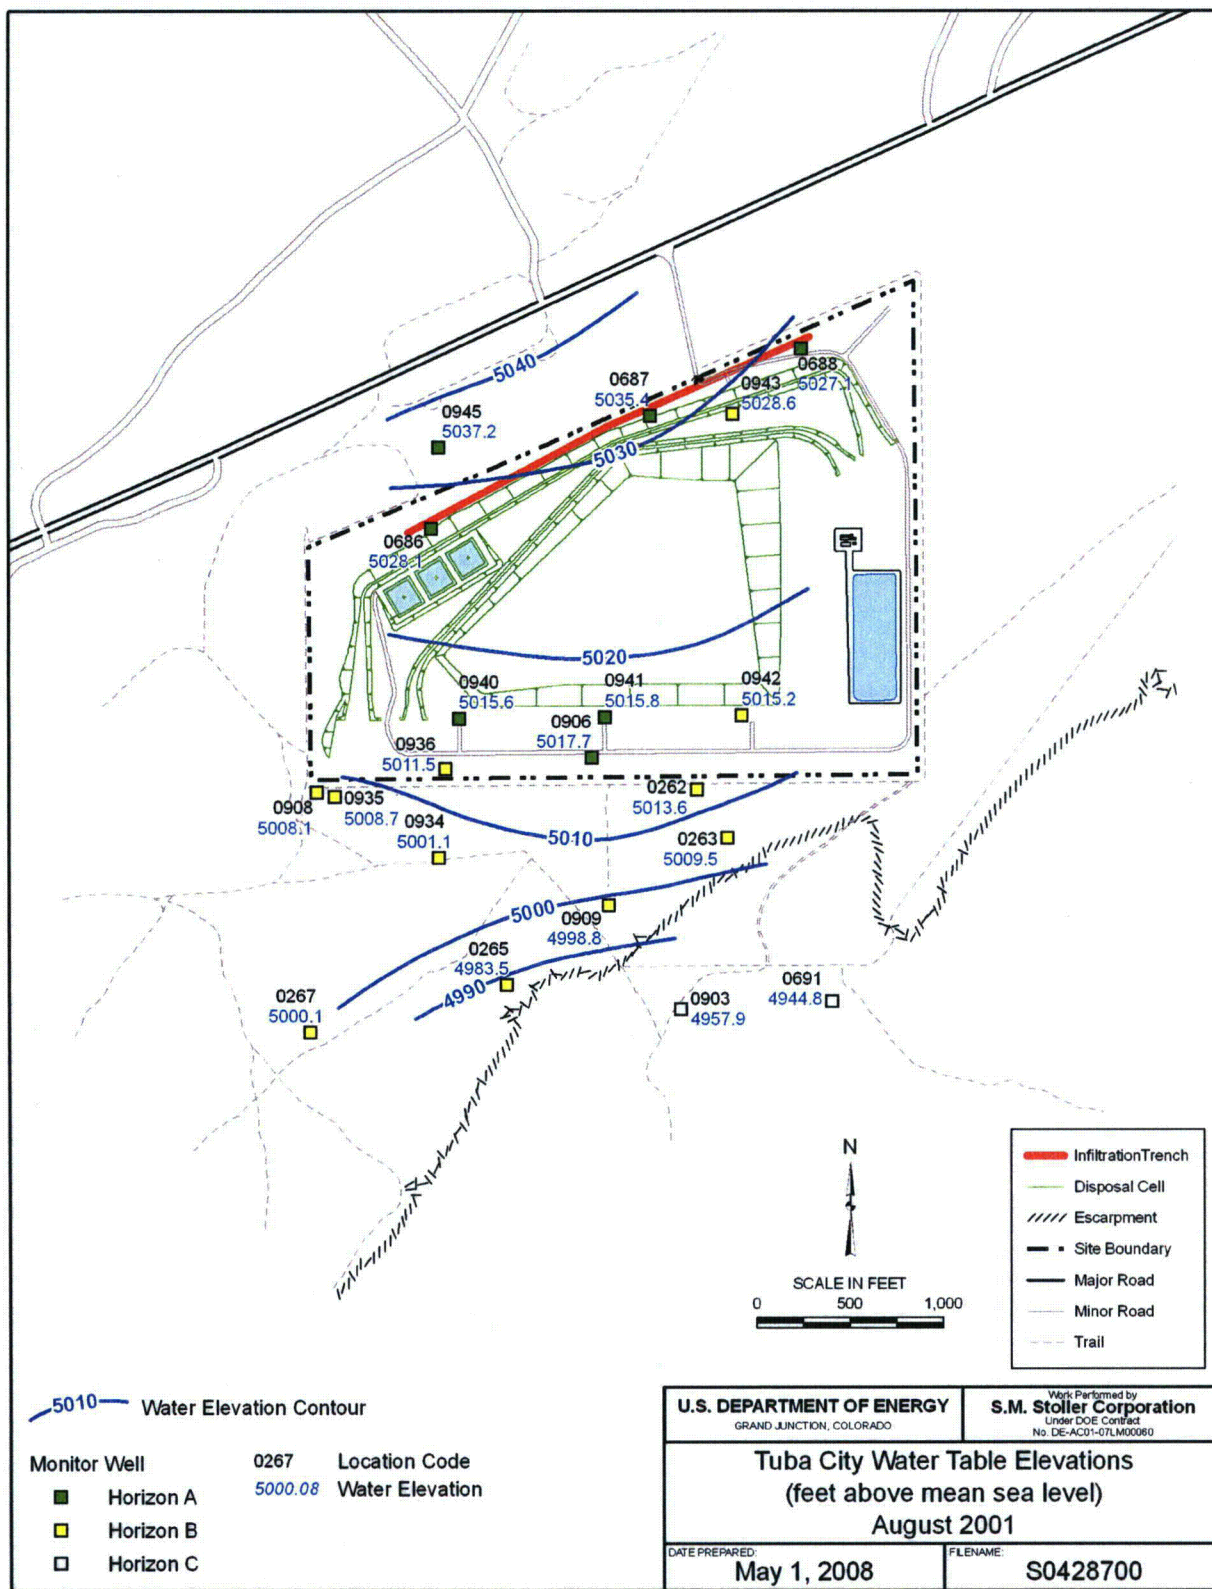 5040
0945
5037.2
0687
5035.4
0688
5027.1
0943
5028.6
5030
0686
5028.1
5020
0940
5015.6
0941
5015.8
0942
5015.2
0906
5017.7
0936
5011.5
0908
5008.1
0935
5008.7
0934
5001.1
0262
5013.6
5010
0263
5009.5
5000
0909
4998.8
0265
4983.5
4990
0267
5000.1
0903
4957.9
0691
4944.8
N
SCALE IN FEET
0 500 1,000
InfiltrationTrench
Disposal Cell
Escarpment
Site Boundary
Major Road
Minor Road
Trail
5010 Water Elevation Contour
Monitor Well
Horizon A
Horizon B
Horizon C
0267 Location Code
5000.08 Water Elevation
U.S. DEPARTMENT OF ENERGY
GRAND JUNCTION, COLORADO
Work Performed by
S.M. Stoller Corporation
Under DOE Contract
No. DE-AC01-07LM00060
Tuba City Water Table Elevations
(feet above mean sea level)
August 2001
DATE PREPARED:
May 1, 2008
FILENAME:
S0428700